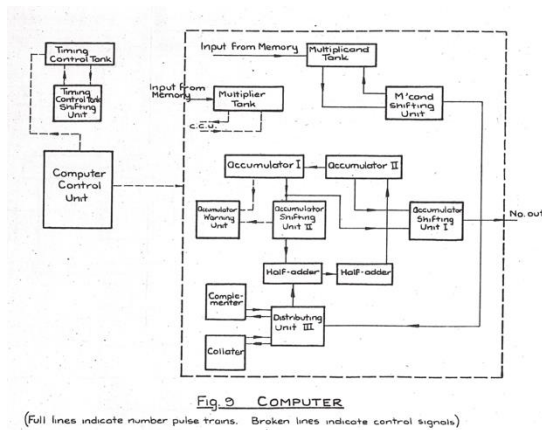 Timing
Control Tank
Timing
Control Tank
Shifting
Unit
Computer
Control
Unit
Input from Memory
Multiplicand
Tank
Input from
Memory
Multiplier
Tank
c.c.u.
M'cand
Shifting
Unit
Accumulator I
Accumulator II
Accumulator
Warning
Unit
Accumulator
Shifting
Unit II
Accumulator
Shifting
Unit I
No. out
Half-adder
Half-adder
Comple-
menter
Distributing
Unit III
Collater
Fig. 9 COMPUTER
(Full lines indicate number pulse trains. Broken lines indicate control signals)